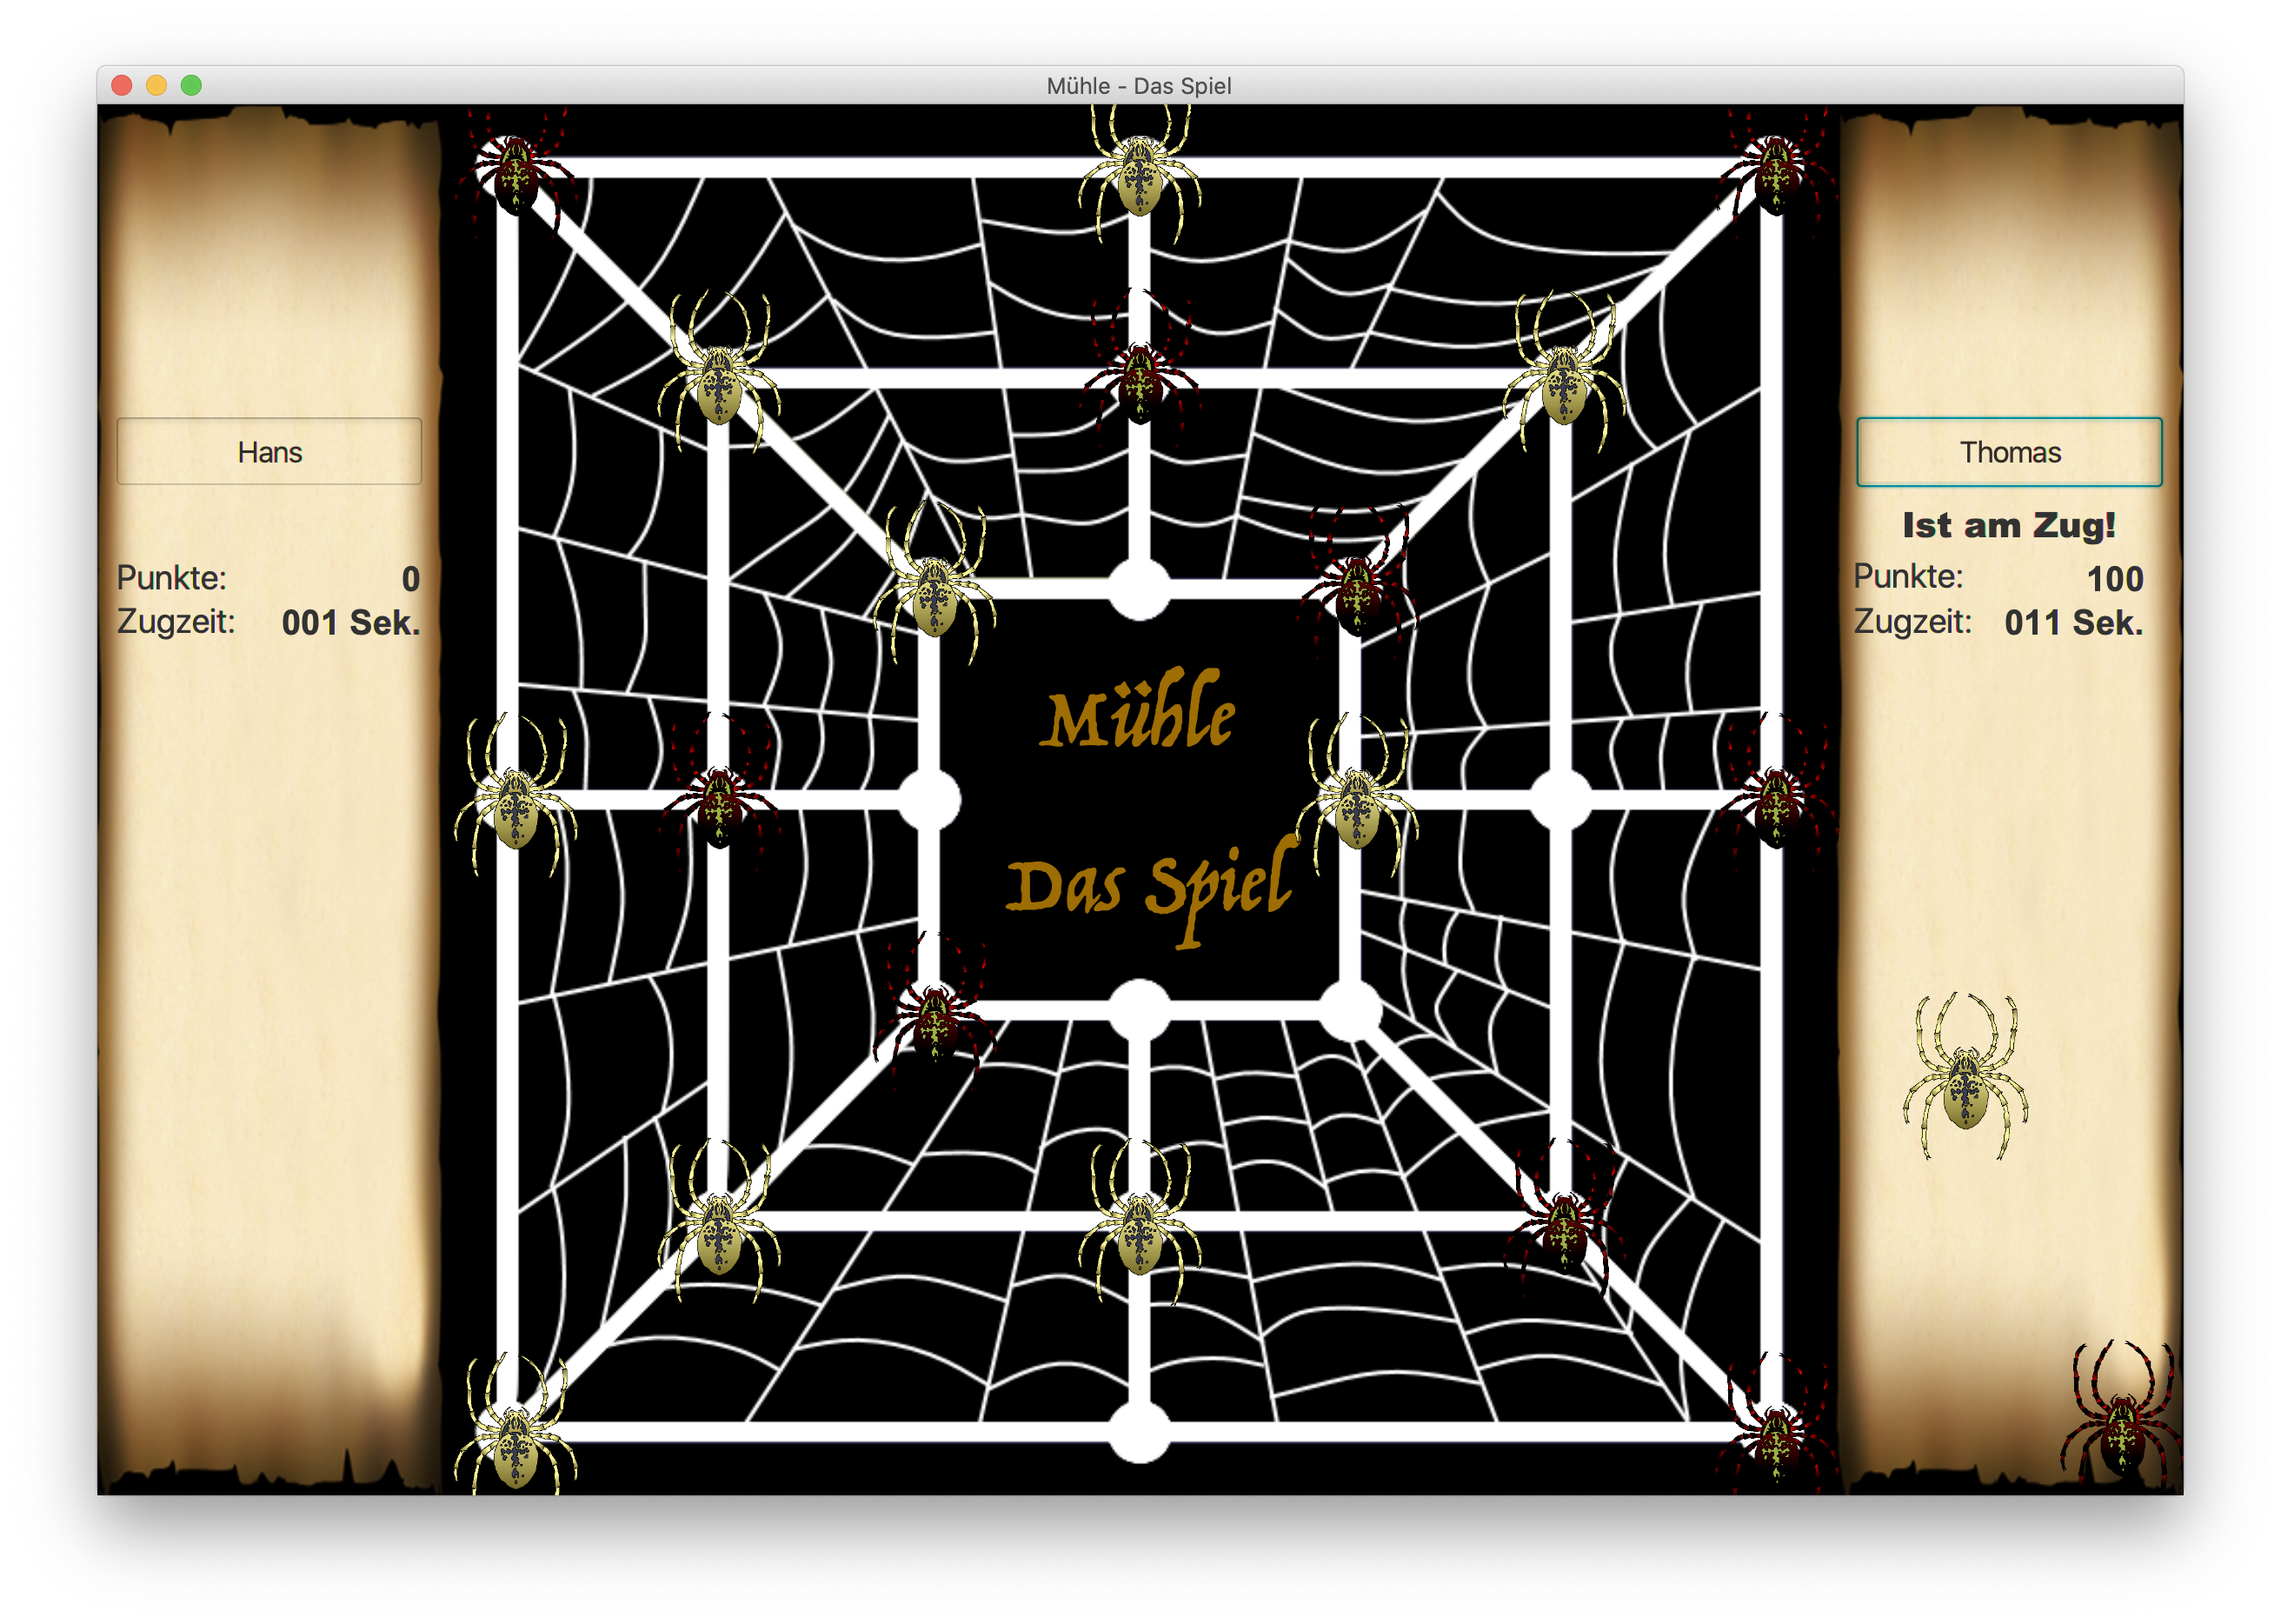 Mühle - Das Spiel
Hans
Punkte: 0
Zugzeit: 001 Sek.
Mühle
Das Spiel
Thomas
Ist am Zug!
Punkte: 100
Zugzeit: 011 Sek.